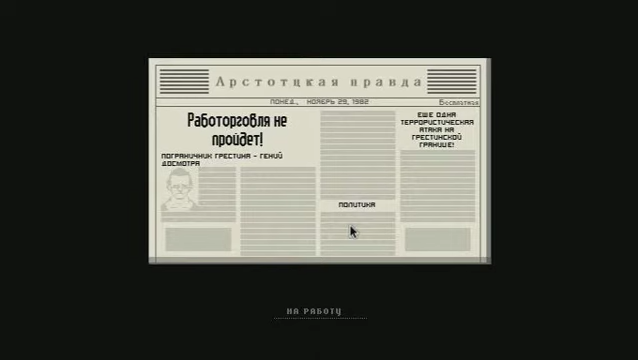 Арстотцкая правда
ПОНЕД., НОЯБРЬ 29, 1982
Бесплатная
Работорговля не
пройдет!
ПОГРАНИЧНИК ГРЕСТИНА - ГЕНИЙ
ДОСМОТРА
ПОЛИТИКА
ЕЩЕ ОДНА
ТЕРРОРИСТИЧЕСКАЯ
АТАКА НА
ГРЕСТИНСКОЙ
ГРАНИЦЕ!
НА РАБОТУ